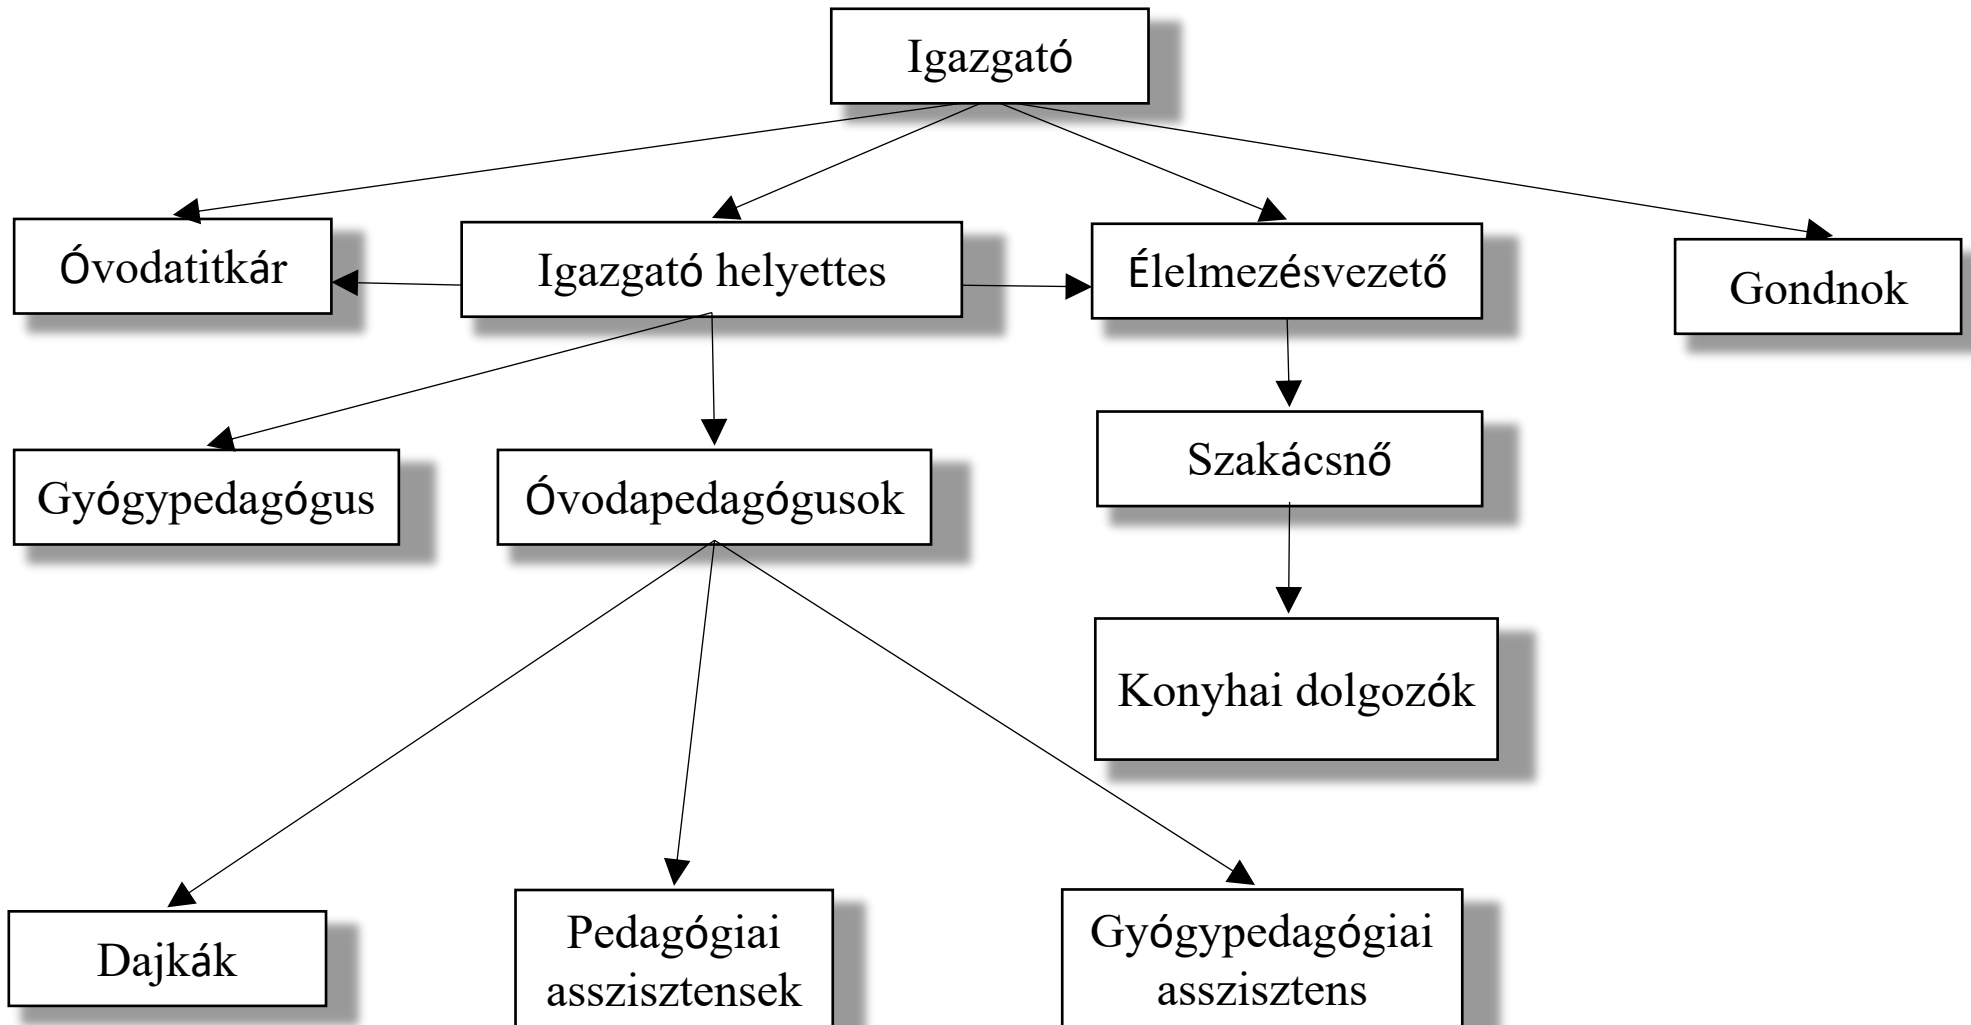 Igazgató
Óvodatitkár
Igazgató helyettes
Élelmezésvezető
Gondnok
Gyógypedagógus
Óvodapedagógusok
Szakácsnő
Konyhai dolgozók
Dajkák
Pedagógiai
asszisztensek
Gyógypedagógiai
asszisztens